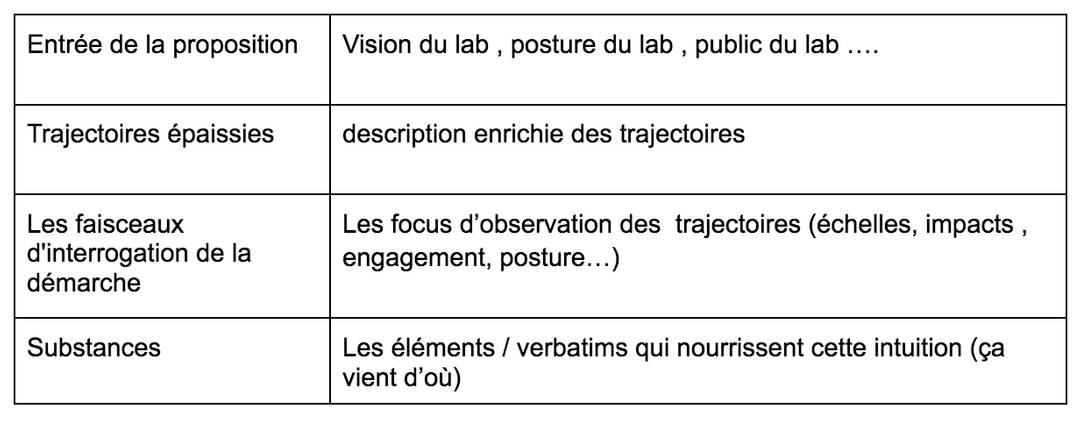 Entrée de la proposition
Vision du lab , posture du lab , public du lab ….
Trajectoires épaissies
description enrichie des trajectoires
Les faisceaux
d'interrogation de la
démarche
Les focus d’observation des  trajectoires (échelles, impacts ,
engagement, posture…)
Substances
Les éléments / verbatims qui nourrissent cette intuition (ça
vient d’où)